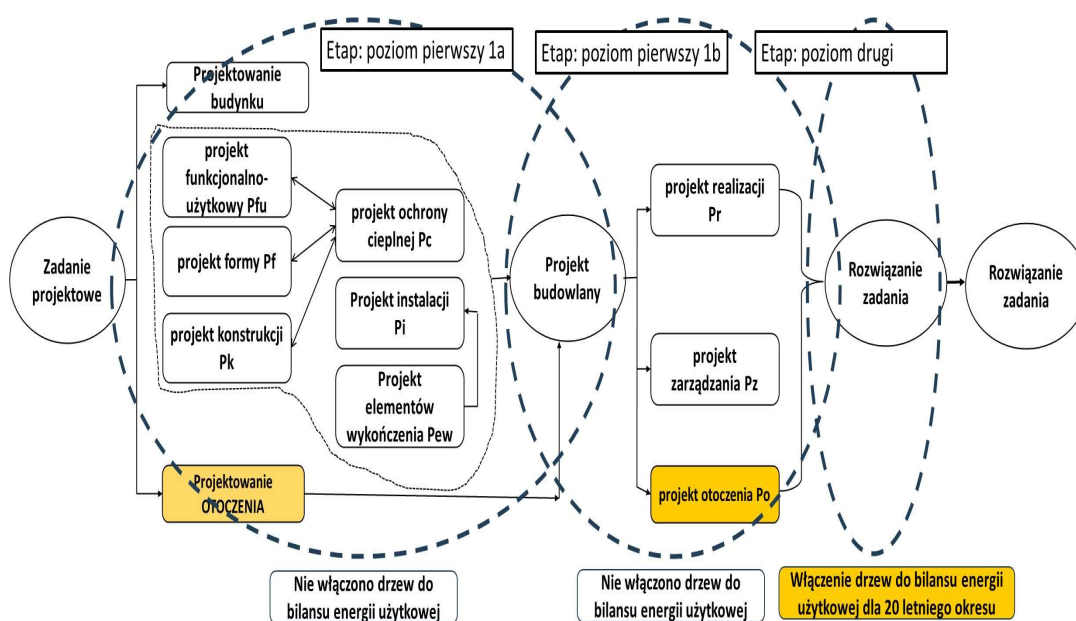 Etap: poziom pierwszy 1a
Etap: poziom pierwszy 1b
Etap: poziom drugi
Projektowanie
budynku
projekt
funkcjonalno-
użytkowy Pfu
projekt formy Pf
projekt konstrukcji
Pk
projekt ochrony
cieplnej Pc
Projekt instalacji
Pi
Projekt
elementów
wykończenia Pew
Zadanie
projektowe
Projektowanie
OTOCZENIA
Projekt
budowlany
projekt realizacji
Pr
projekt
zarządzania Pz
projekt otoczenia Po
Rozwiązanie
zadania
Rozwiązanie
zadania
Nie włączono drzew do
bilansu energii użytkowej
Nie włączono drzew do
bilansu energii użytkowej
Włączenie drzew do bilansu energii
użytkowej dla 20 letniego okresu